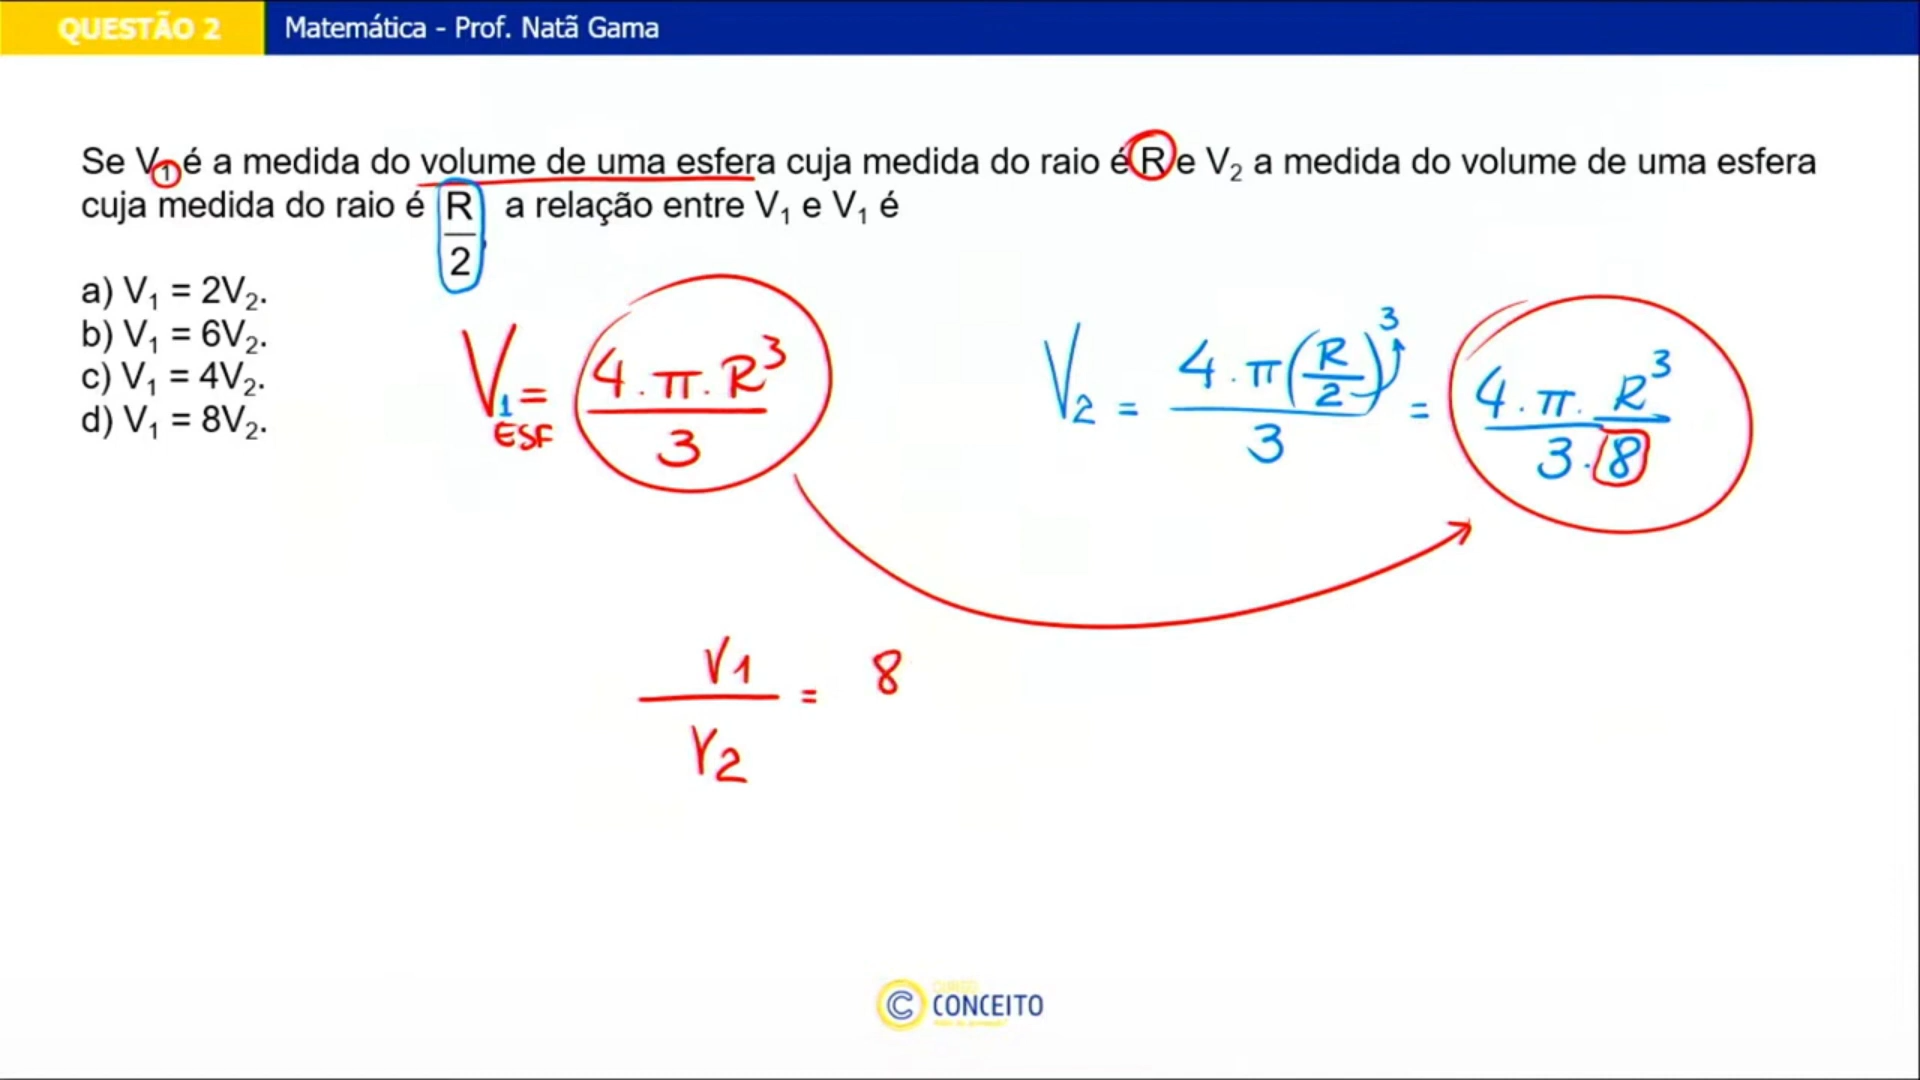 QUESTÃO 2
Matemática - Prof. Natã Gama
Se V₁ é a medida do volume de uma esfera cuja medida do raio é R e V₂ a medida do volume de uma esfera
cuja medida do raio é R/2, a relação entre V₁ e V₁ é
a) V₁ = 2V₂.
b) V₁ = 6V₂.
c) V₁ = 4V₂.
d) V₁ = 8V₂.
V₁ = 4.π.R³/3
ESF
V₂ = 4.π(R/2)³/3 = 4.π.R³/3.8
V1/V2 = 8
CURSO
CONCEITO